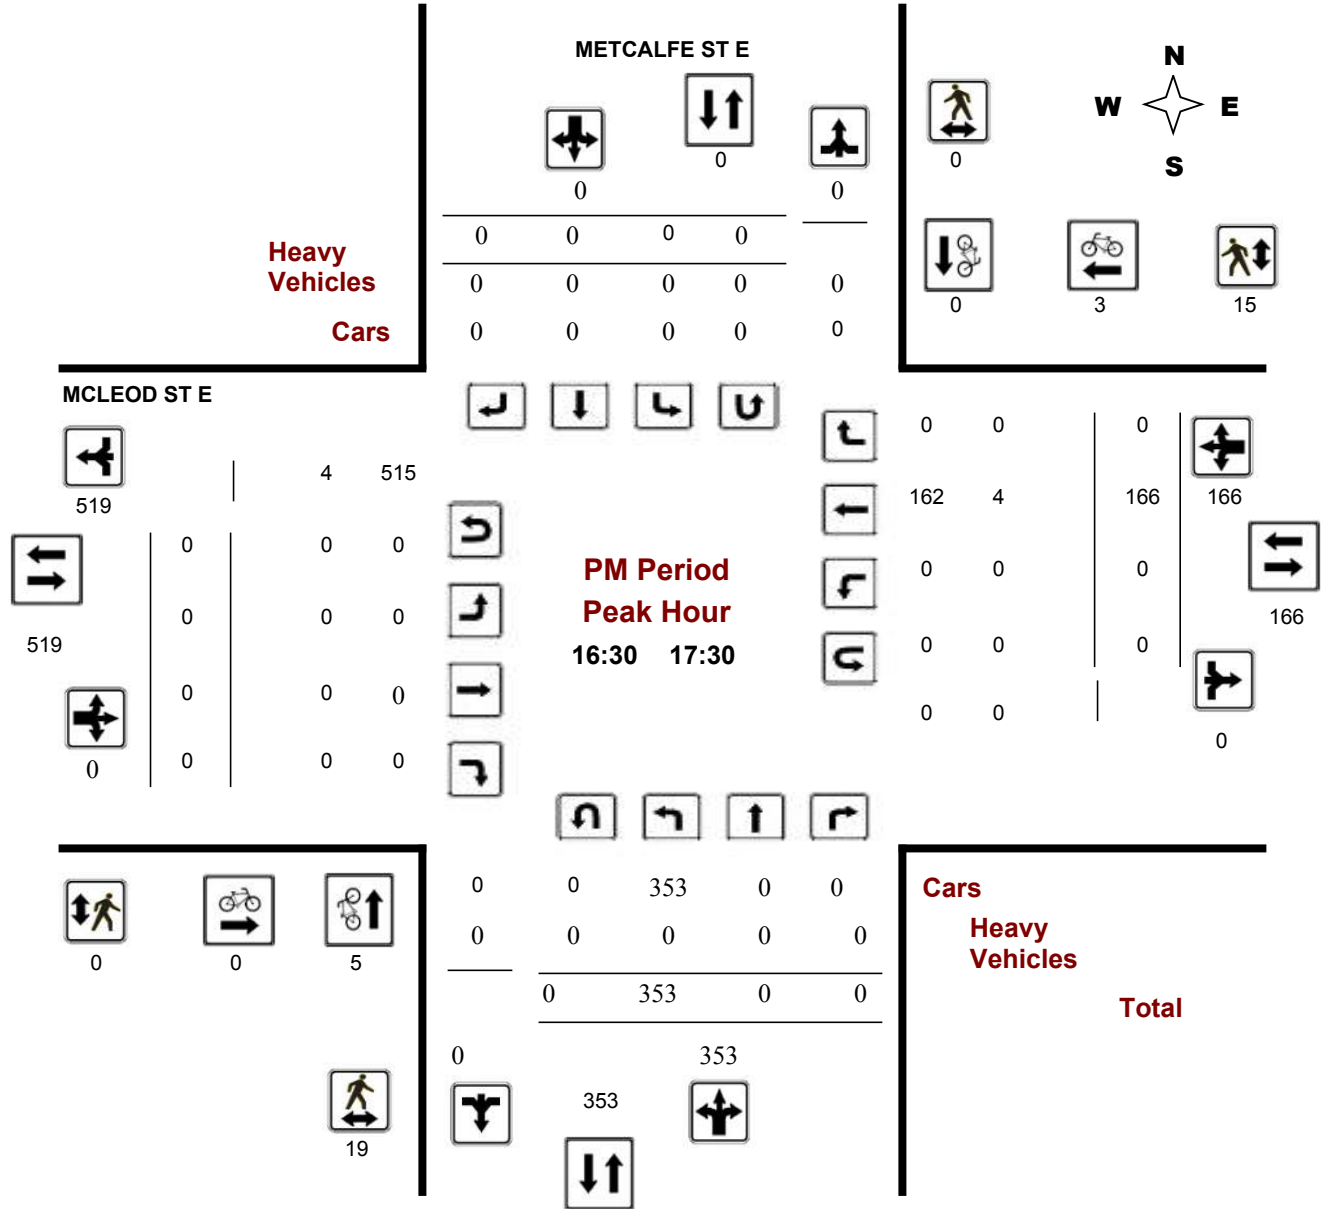 METCALFE ST E
N
W E
S
0
0
0 0
0 0 0 0
Heavy
Vehicles
0 0 0 0 0
0 3 15
Cars
0 0 0 0 0
MCLEOD ST E
0 0 0
4 515
519
162 4 166 166
0 0 0
0 0 0
PM Period
Peak Hour
0 0 0
166
519
16:30 17:30
0 0 0
0 0 0
0 0
0
0
0 0 0
0 0 353 0 0
Cars
0 0 0 0 0
Heavy
Vehicles
0 0 5
0 353 0 0
Total
0 353
353
19